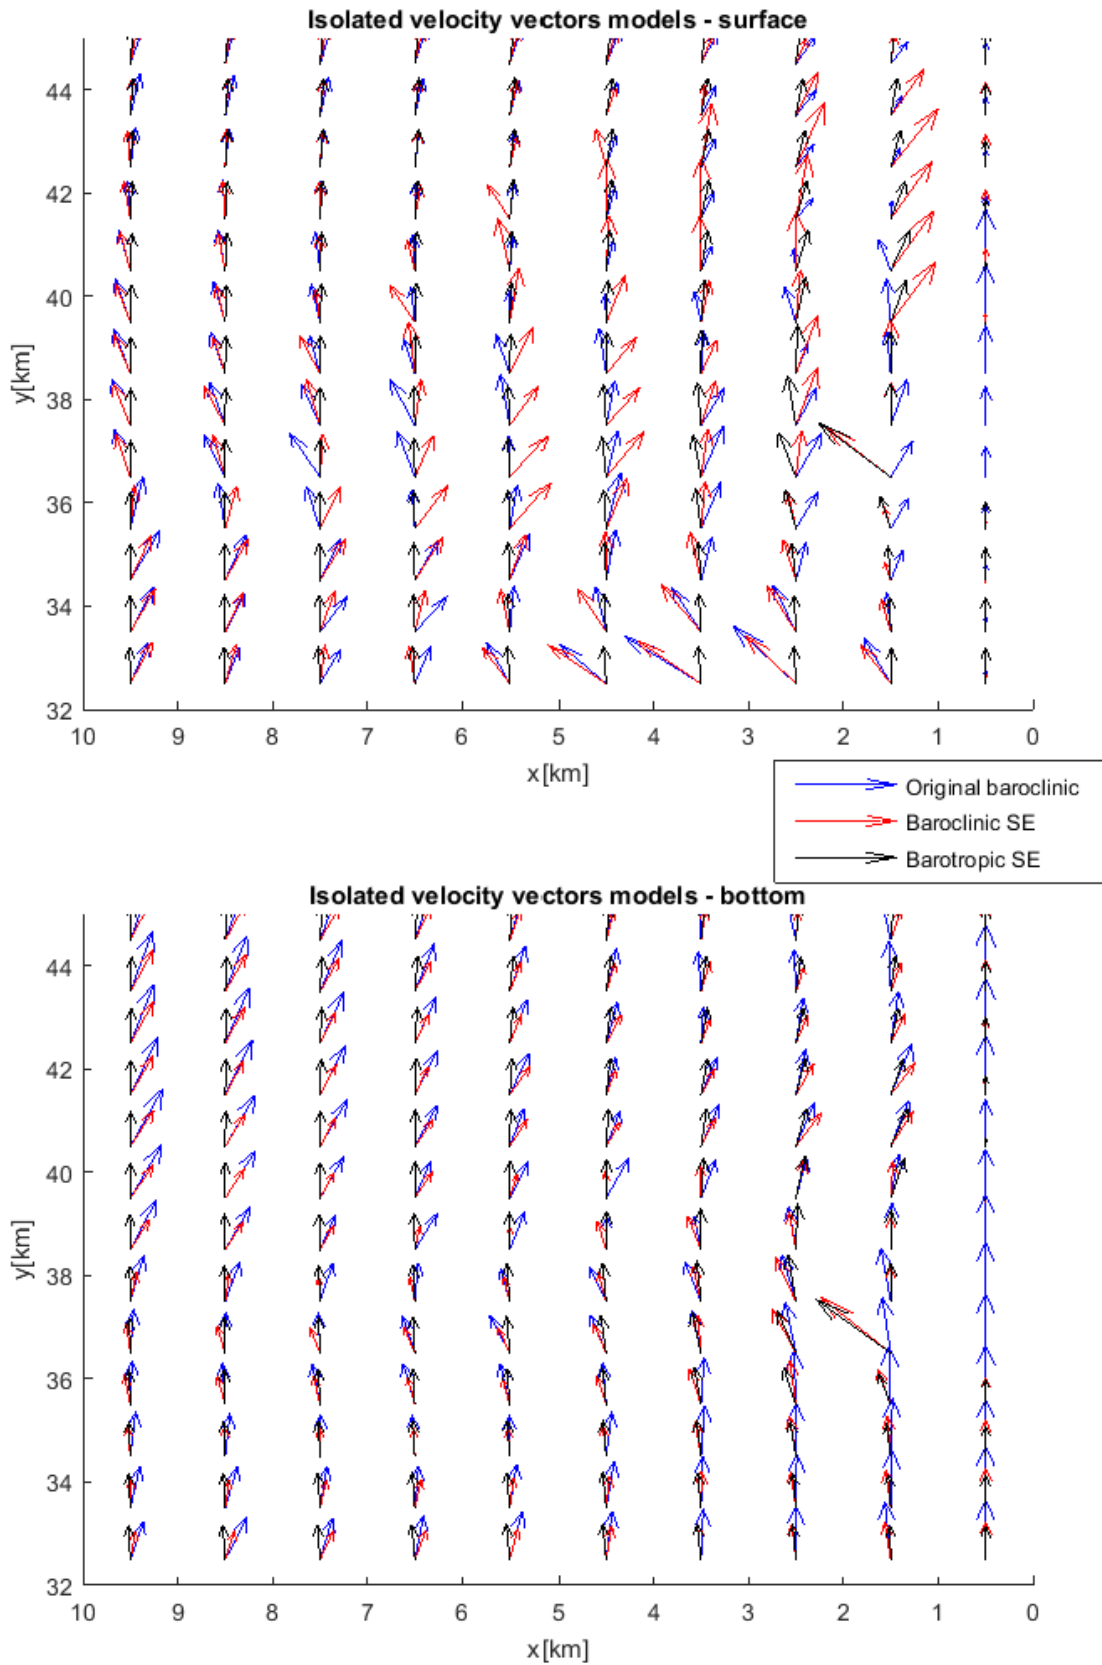 Isolated velocity vectors models - surface
44
42
40
38
36
34
32
y[km]
10 9 8 7 6 5 4 3 2 1 0
x[km]
Original baroclinic
Baroclinic SE
Barotropic SE
Isolated velocity vectors models - bottom
44
42
40
38
36
34
32
y[km]
10 9 8 7 6 5 4 3 2 1 0
x[km]